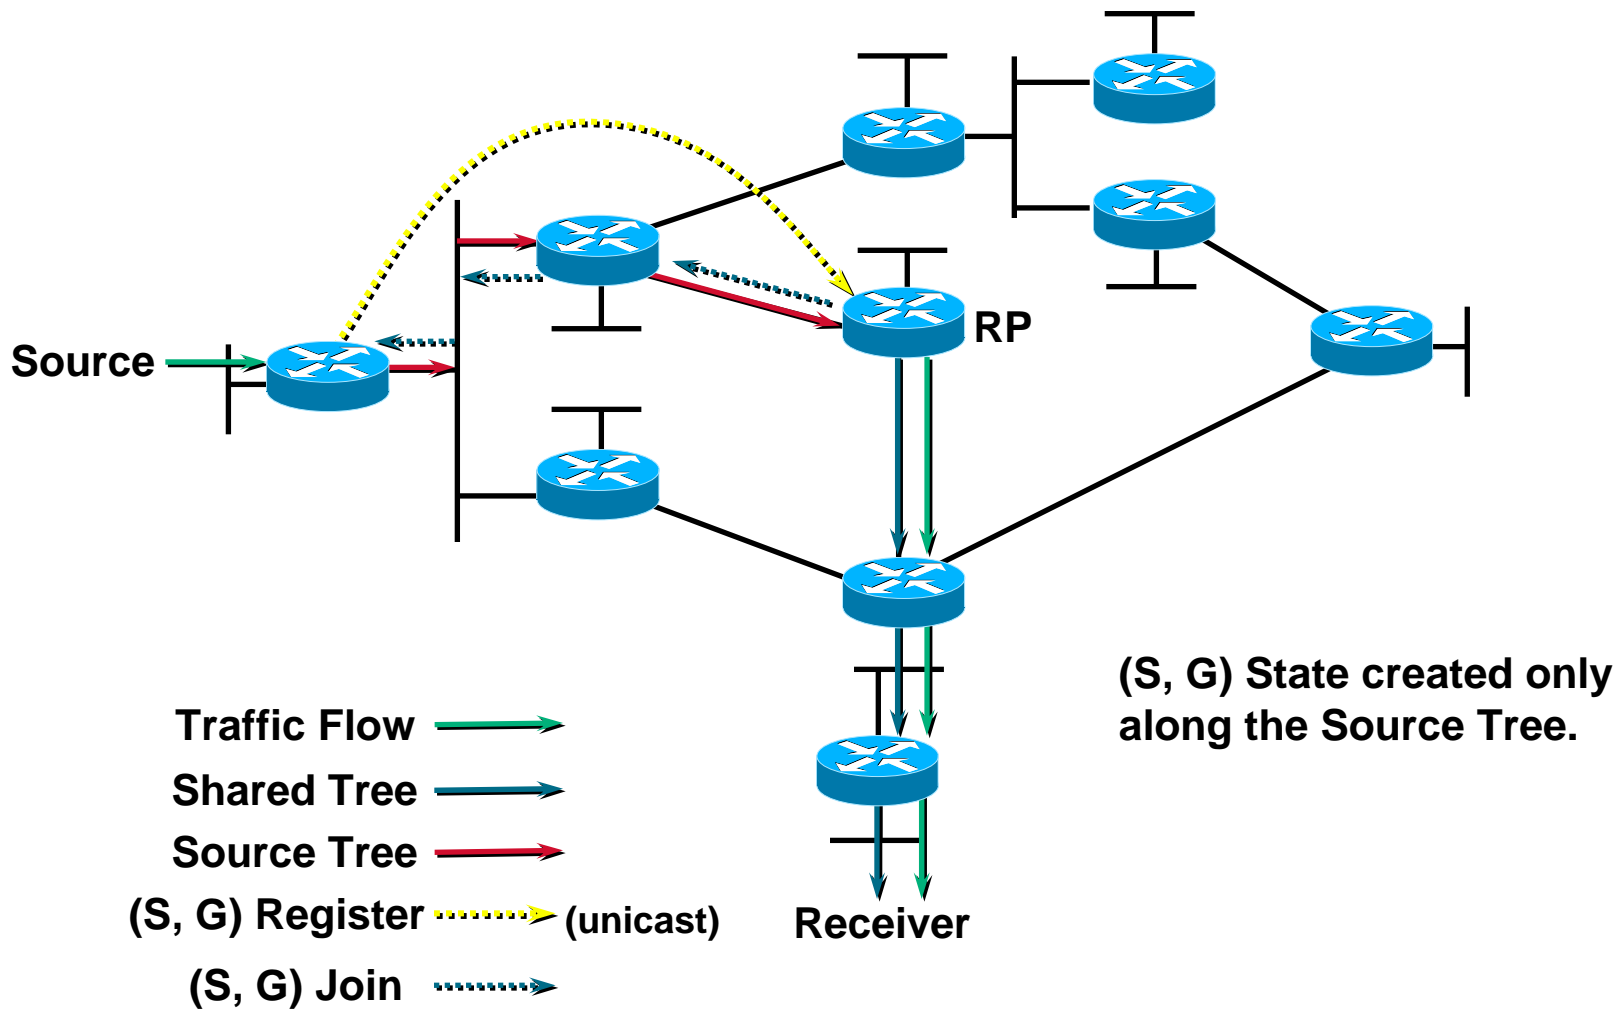 RP
Source
(S, G) State created only
along the Source Tree.
Traffic Flow
Shared Tree
Source Tree
(S, G) Register (unicast)
Receiver
(S, G) Join